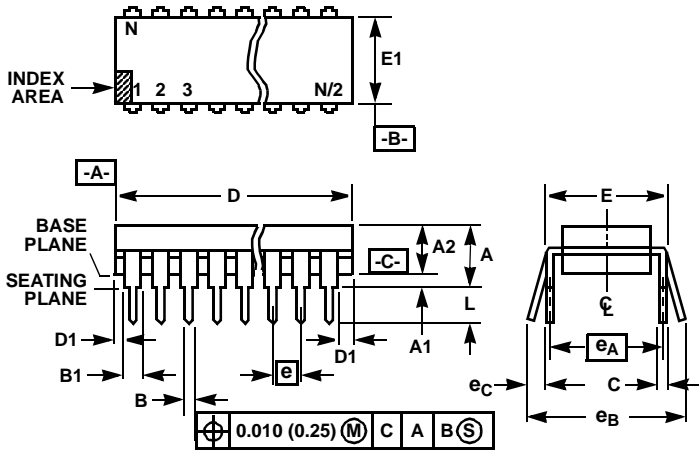 N
E1
INDEX
AREA
1 2 3 N/2
-B-
-A-
D
E
BASE
PLANE
A2
A
-C-
SEATING
PLANE
L
C
L
D1
A1
D1
eA
B1
e
eC
C
B
eB
0.010 (0.25) M C A B S